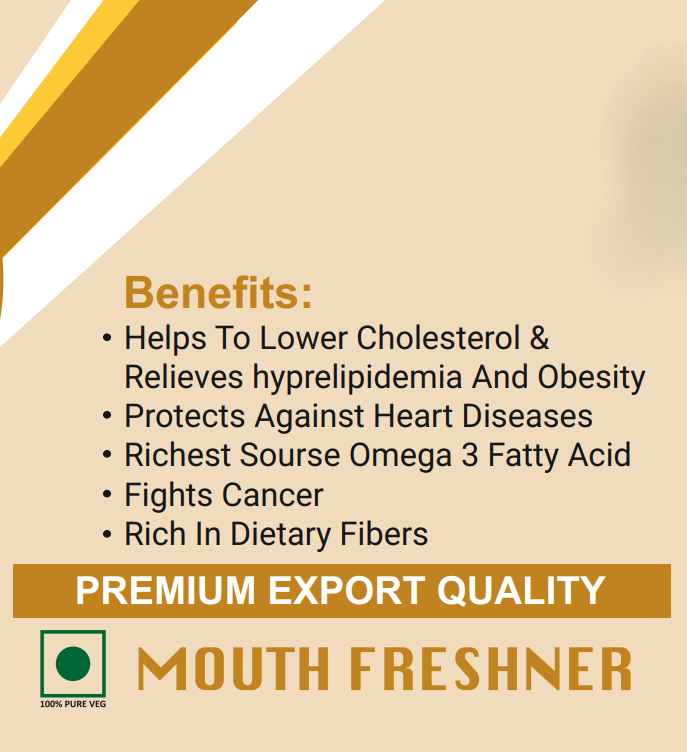 Benefits:
• Helps To Lower Cholesterol &
Relieves hyprelipidemia And Obesity
• Protects Against Heart Diseases
• Richest Sourse Omega 3 Fatty Acid
• Fights Cancer
• Rich In Dietary Fibers
PREMIUM EXPORT QUALITY
MOUTH FRESHNER
100% PURE VEG